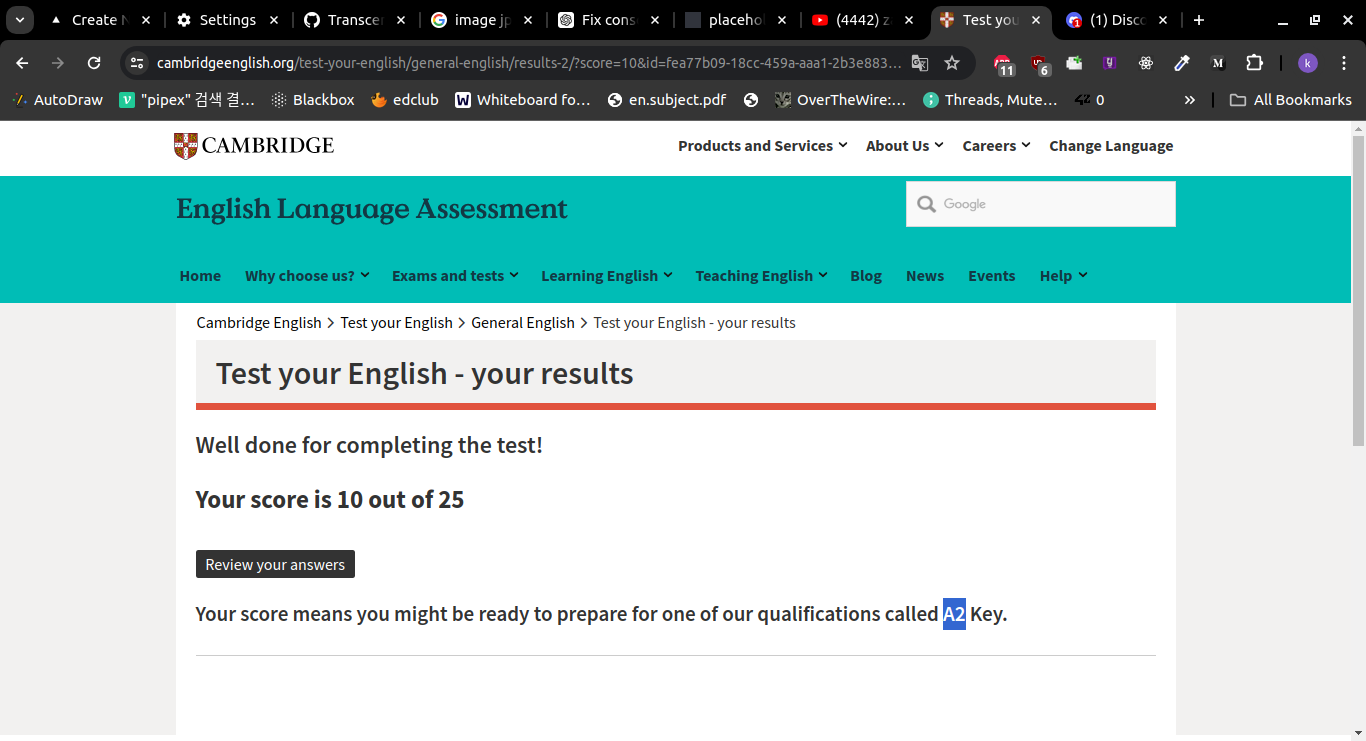 Create N
Settings
Transcer
image jp
Fix cons
placehol
(4442) z
Test you
(1) Disco
cambridgeenglish.org/test-your-english/general-english/results-2/?score=10&id=fea77b09-18cc-459a-aaa1-2b3e883...
11
6
M
k
AutoDraw
"pipex" 검색 결...
Blackbox
edclub
Whiteboard fo...
en.subject.pdf
OverTheWire:...
Threads, Mute...
0
All Bookmarks
CAMBRIDGE
Products and Services
About Us
Careers
Change Language
English Language Assessment
Google
Home
Why choose us?
Exams and tests
Learning English
Teaching English
Blog
News
Events
Help
Cambridge English > Test your English > General English > Test your English - your results
Test your English - your results
Well done for completing the test!
Your score is 10 out of 25
Review your answers
Your score means you might be ready to prepare for one of our qualifications called A2 Key.